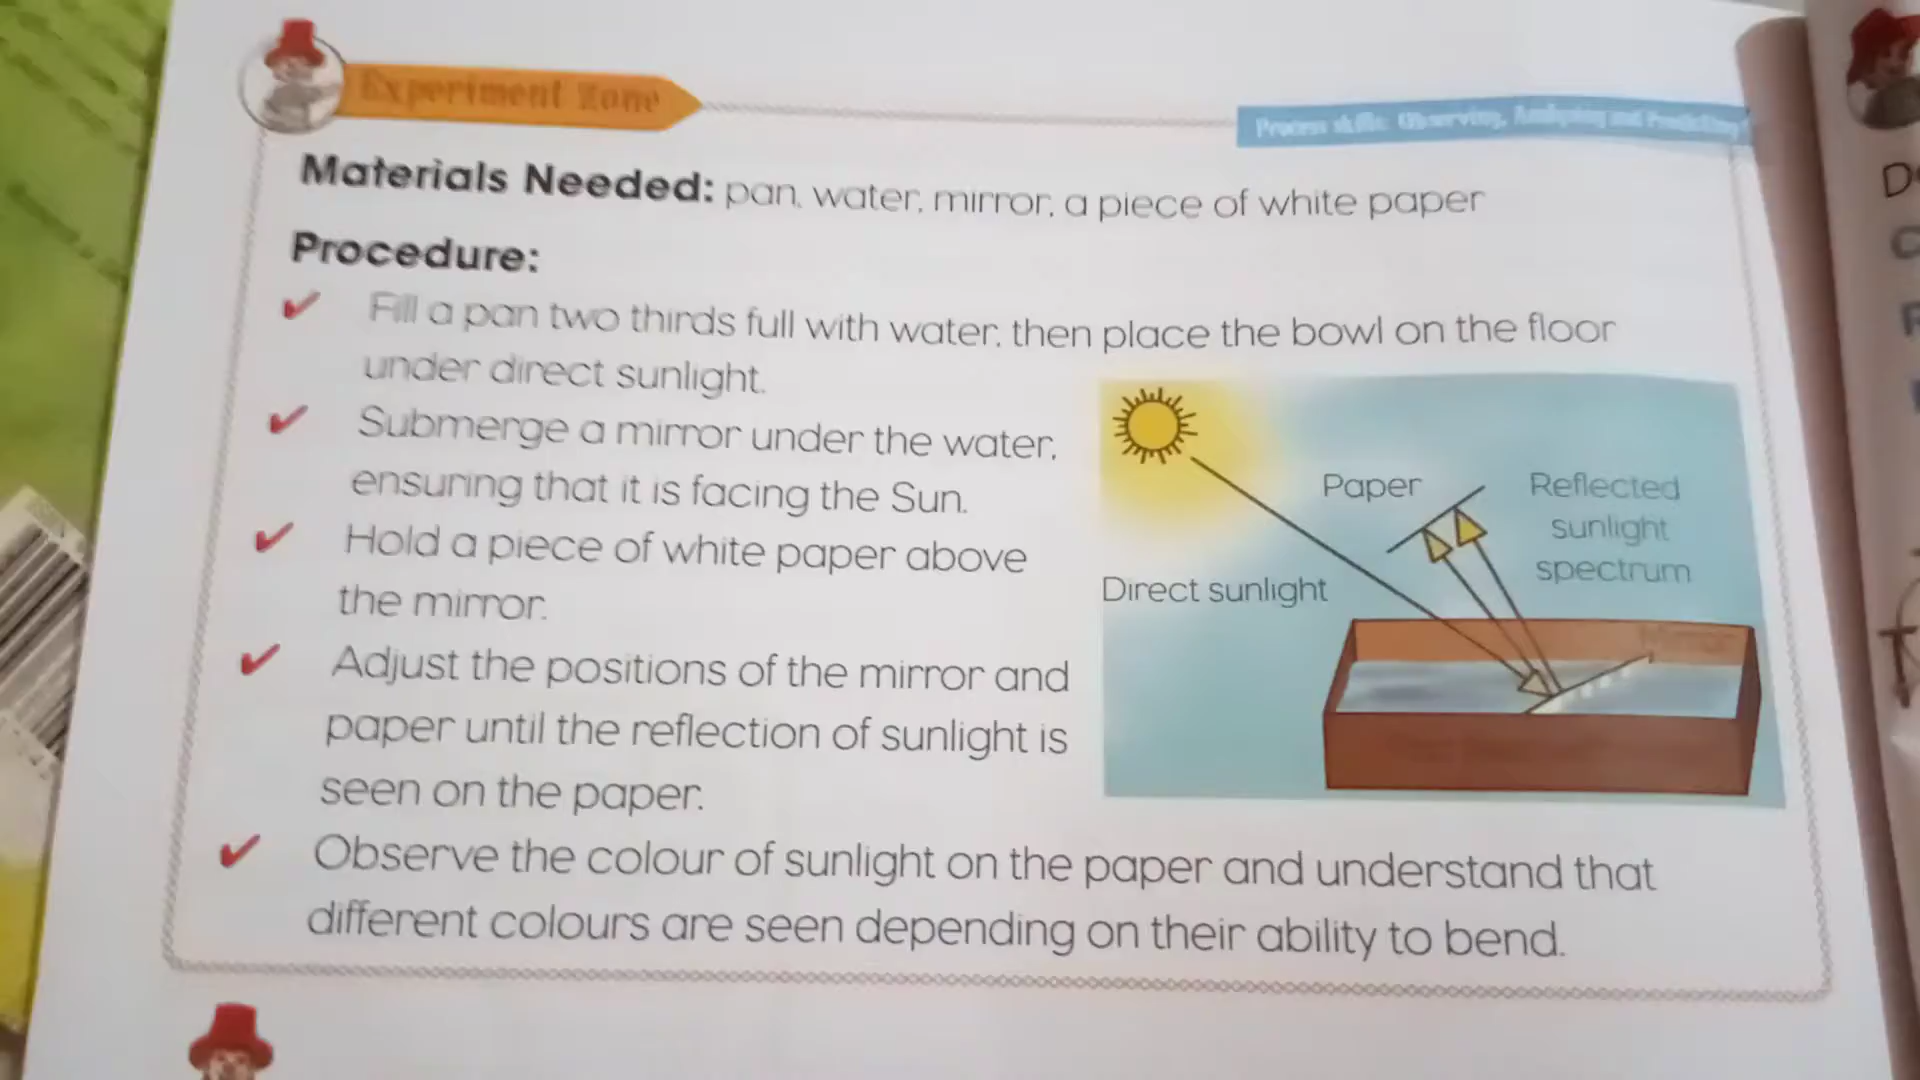 Experiment Zone
Process skills: Observing, Analyzing and Predicting
Materials Needed: pan, water, mirror, a piece of white paper
Procedure:
✔ Fill a pan two thirds full with water, then place the bowl on the floor
under direct sunlight.
✔ Submerge a mirror under the water,
ensuring that it is facing the Sun.
✔ Hold a piece of white paper above
the mirror.
✔ Adjust the positions of the mirror and
paper until the reflection of sunlight is
seen on the paper.
Paper
Reflected
sunlight
spectrum
Direct sunlight
Mirror
✔ Observe the colour of sunlight on the paper and understand that
different colours are seen depending on their ability to bend.